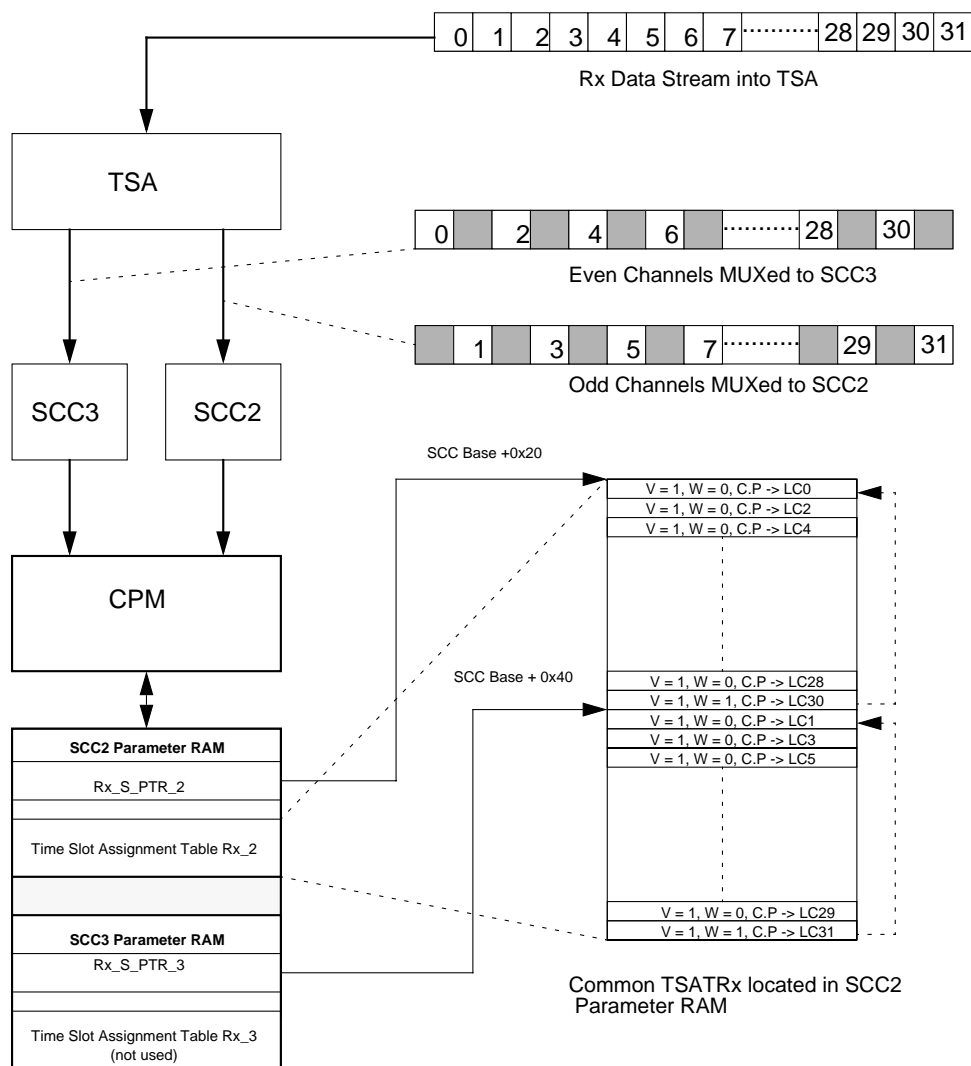 0 1 2 3 4 5 6 7 ........... 28 29 30 31
Rx Data Stream into TSA
TSA
0 2 4 6 ........... 28 30
Even Channels MUXed to SCC3
1 3 5 7 ........... 29 31
Odd Channels MUXed to SCC2
SCC3
SCC2
SCC Base +0x20
V = 1, W = 0, C.P -> LC0
V = 1, W = 0, C.P -> LC2
V = 1, W = 0, C.P -> LC4
CPM
SCC Base + 0x40
V = 1, W = 0, C.P -> LC28
V = 1, W = 1, C.P -> LC30
V = 1, W = 0, C.P -> LC1
V = 1, W = 0, C.P -> LC3
V = 1, W = 0, C.P -> LC5
V = 1, W = 0, C.P -> LC29
V = 1, W = 1, C.P -> LC31
Common TSATRx located in SCC2
Parameter RAM
SCC2 Parameter RAM
Rx_S_PTR_2
Time Slot Assignment Table Rx_2
SCC3 Parameter RAM
Rx_S_PTR_3
Time Slot Assignment Table Rx_3
(not used)